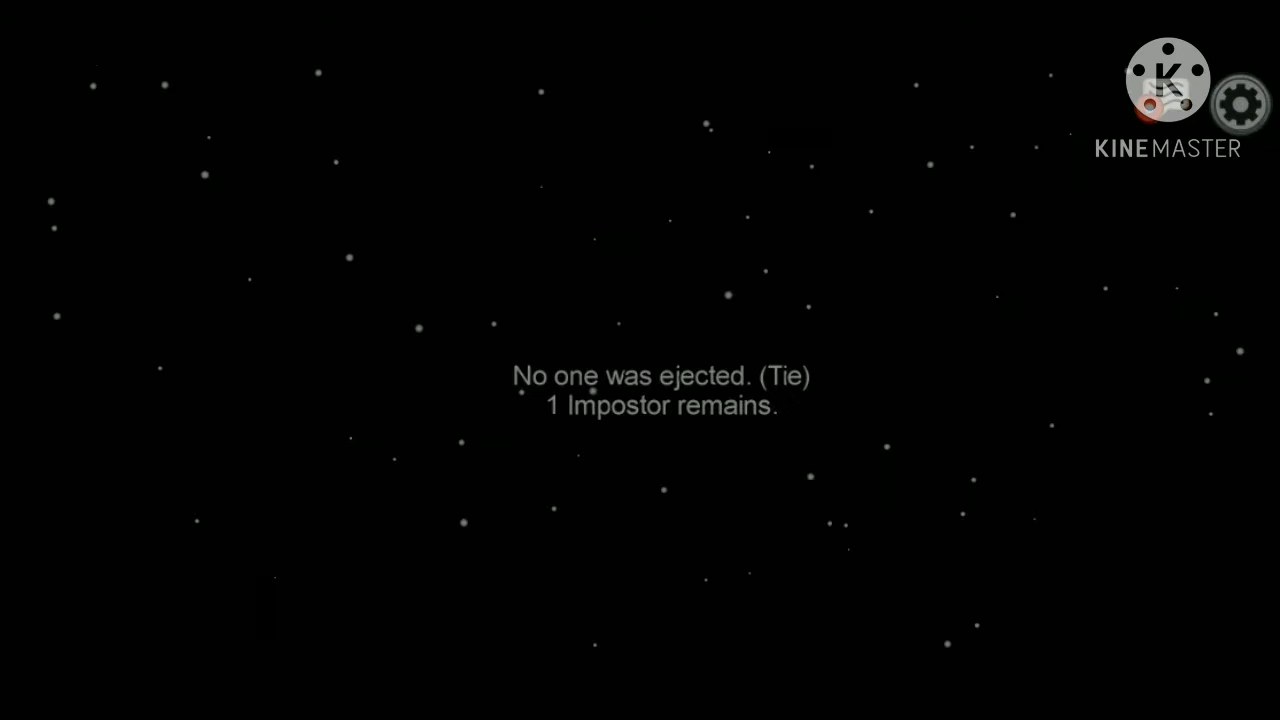 K
KINEMASTER
No one was ejected. (Tie)
1 Impostor remains.